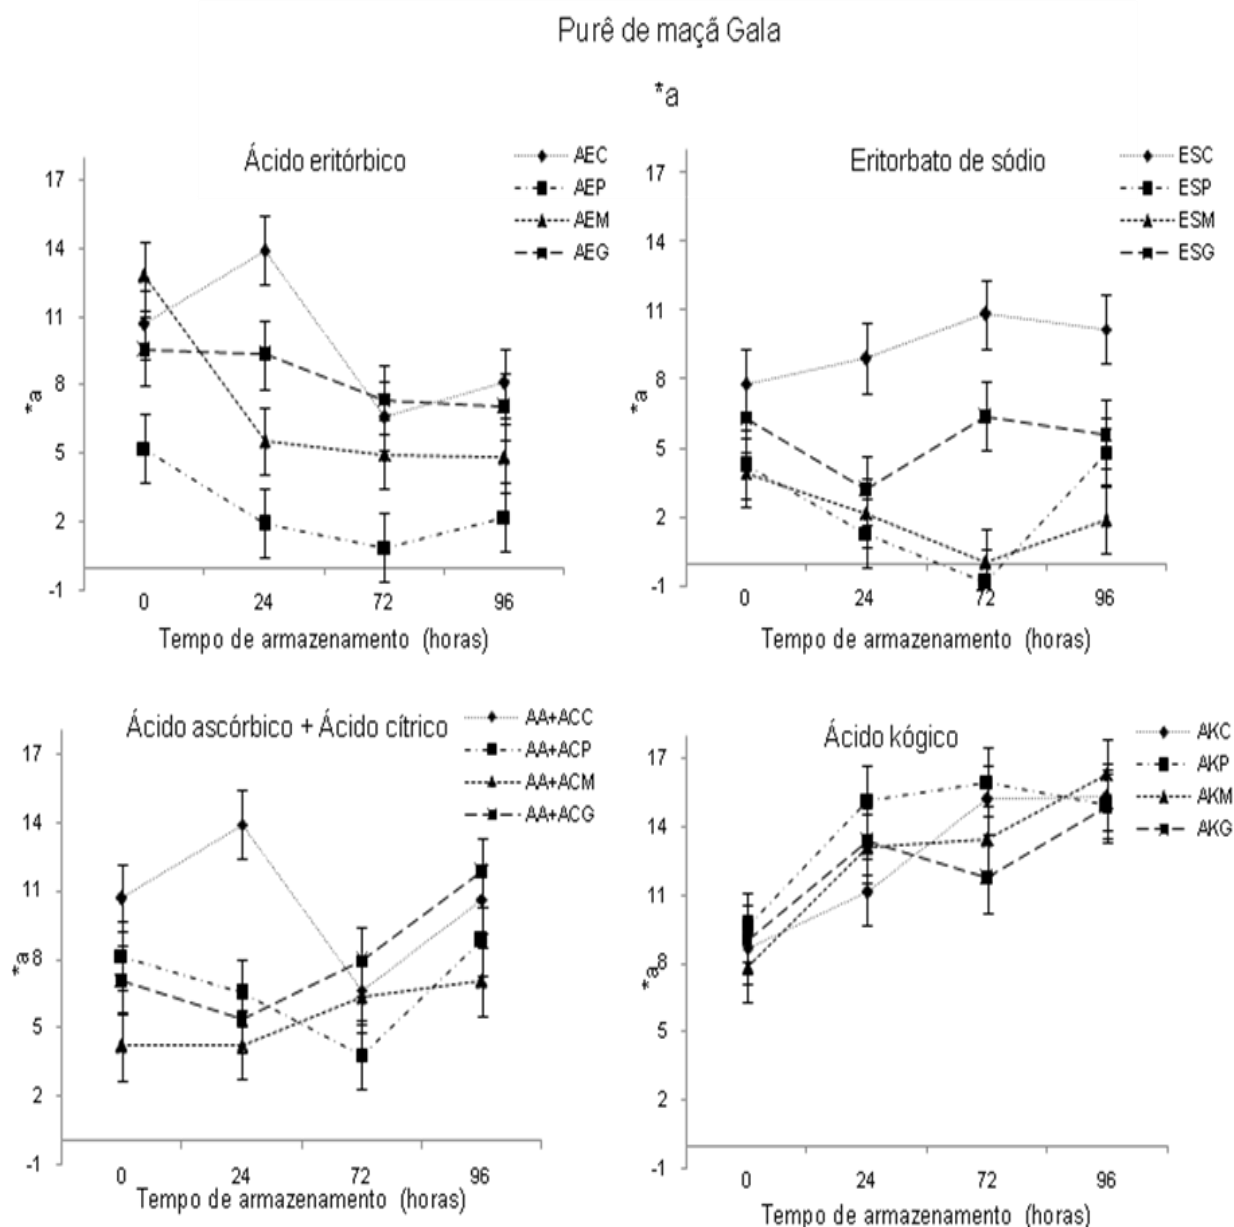 Purê de maçã Gala
*a
Ácido eritórbico
AEC
AEP
AEM
AEG
17
14
11
8
5
2
-1
*a
0 24 72 96
Tempo de armazenamento (horas)
Eritorbato de sódio
ESC
ESP
ESM
ESG
17
14
11
8
5
2
-1
*a
0 24 72 96
Tempo de armazenamento (horas)
Ácido ascórbico + Ácido cítrico
AA+ACC
AA+ACP
AA+ACM
AA+ACG
17
14
11
8
5
2
-1
*a
0 24 72 96
Tempo de armazenamento (horas)
Ácido kógico
AKC
AKP
AKM
AKG
17
14
11
8
5
2
-1
*a
0 24 72 96
Tempo de armazenamento (horas)